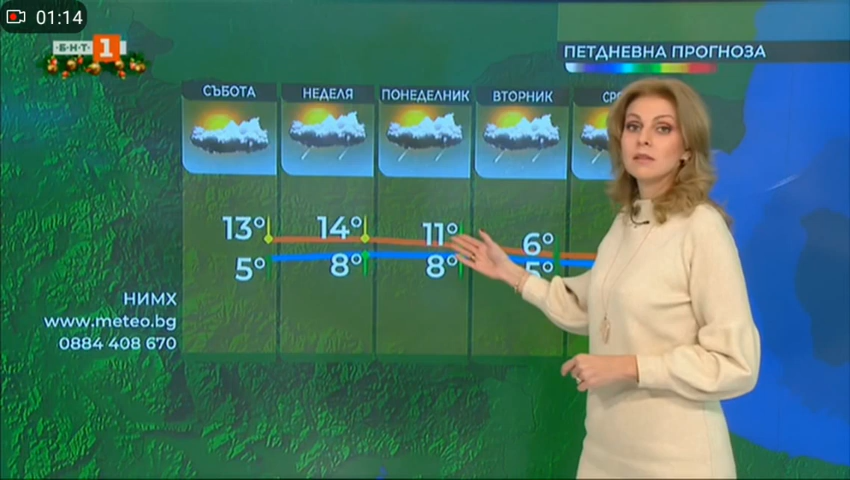 01:14
БНТ 1
ПЕТДНЕВНА ПРОГНОЗА
СЪБОТА
НЕДЕЛЯ
ПОНЕДЕЛНИК
ВТОРНИК
13°
14°
11°
6°
5°
8°
8°
5°
НИМХ
www.meteo.bg
0884 408 670